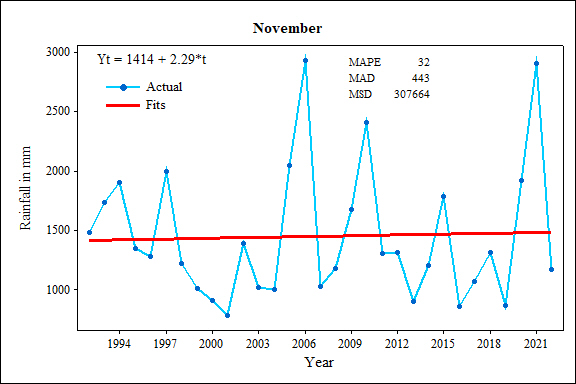 November
Yt = 1414 + 2.29*t
Actual
Fits
MAPE 32
MAD 443
MSD 307664
Rainfall in mm
3000
2500
2000
1500
1000
1994 1997 2000 2003 2006 2009 2012 2015 2018 2021
Year